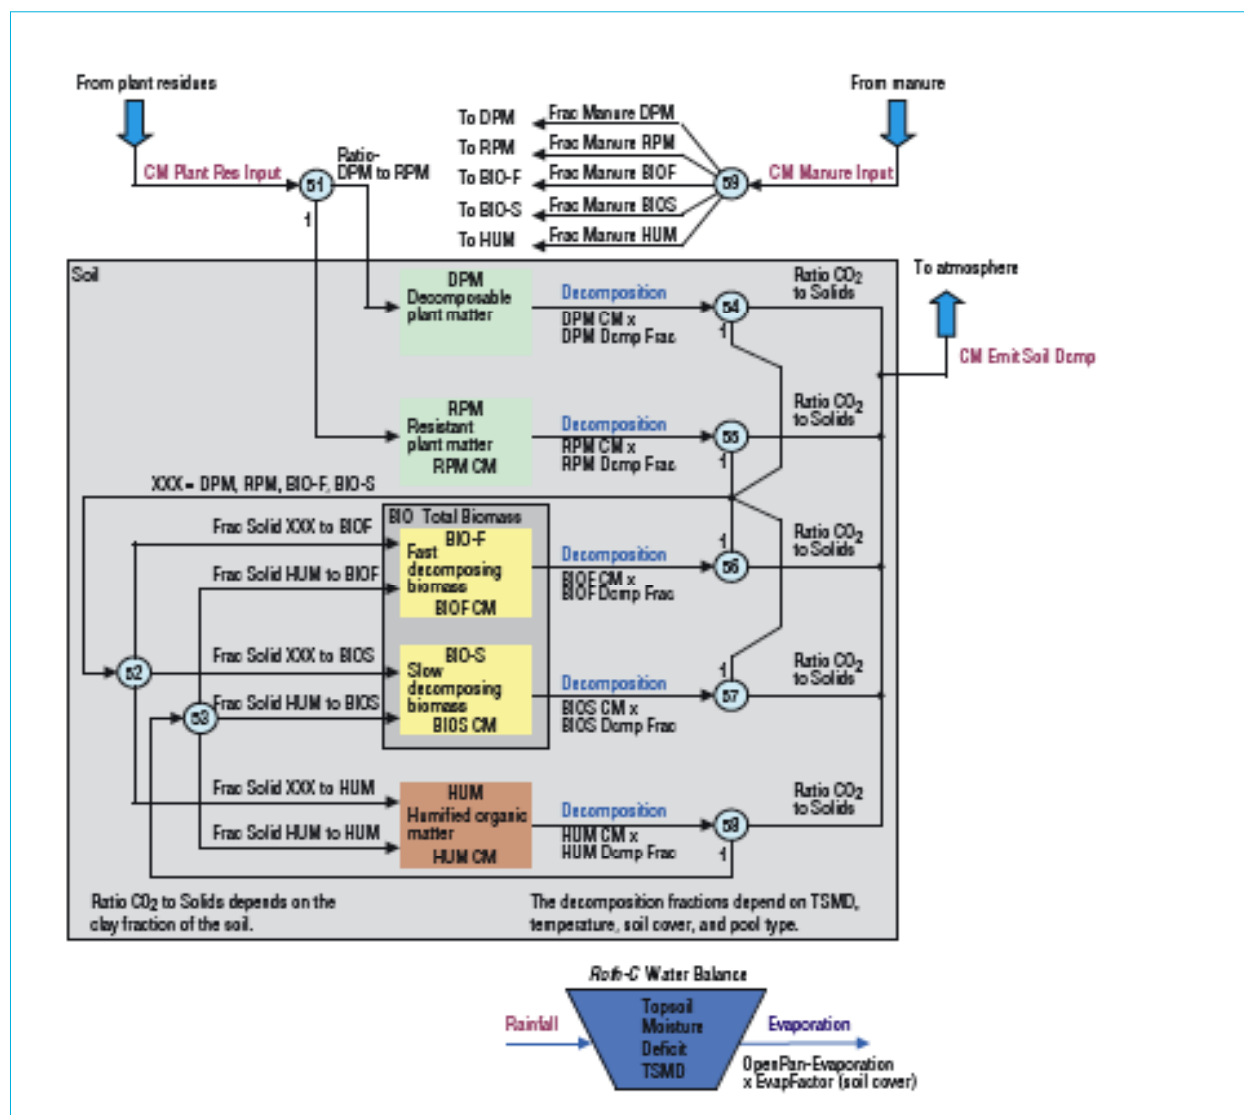 From plant residues
From manure
CM Plant Res Input
51
Ratio-
DPM to RPM
1
To DPM
Frac Manure DPM
To RPM
Frac Manure RPM
To BIO-F
Frac Manure BIOF
To BIO-S
Frac Manure BIOS
To HUM
Frac Manure HUM
59
CM Manure Input
Soil
To atmosphere
CM Emit Soil Dcmp
DPM
Decomposable
plant matter
Decomposition
DPM CM x
DPM Dcmp Frac
54
1
Ratio CO2
to Solids
RPM
Resistant
plant matter
RPM CM
Decomposition
RPM CM x
RPM Dcmp Frac
55
1
Ratio CO2
to Solids
XXX = DPM, RPM, BIO-F, BIO-S
BIO Total Biomass
Frac Solid XXX to BIOF
Frac Solid HUM to BIOF
BIO-F
Fast
decomposing
biomass
BIOF CM
Decomposition
BIOF CM x
BIOF Dcmp Frac
1
56
Ratio CO2
to Solids
52
Frac Solid XXX to BIOS
53
Frac Solid HUM to BIOS
BIO-S
Slow
decomposing
biomass
BIOS CM
Decomposition
BIOS CM x
BIOS Dcmp Frac
1
57
Ratio CO2
to Solids
Frac Solid XXX to HUM
Frac Solid HUM to HUM
HUM
Humified organic
matter
HUM CM
Decomposition
HUM CM x
HUM Dcmp Frac
58
1
Ratio CO2
to Solids
Ratio CO2 to Solids depends on the
clay fraction of the soil.
The decomposition fractions depend on TSMD,
temperature, soil cover, and pool type.
Roth-C Water Balance
Rainfall
Topsoil
Moisture
Deficit
TSMD
Evaporation
OpenPan-Evaporation
x EvapFactor (soil cover)